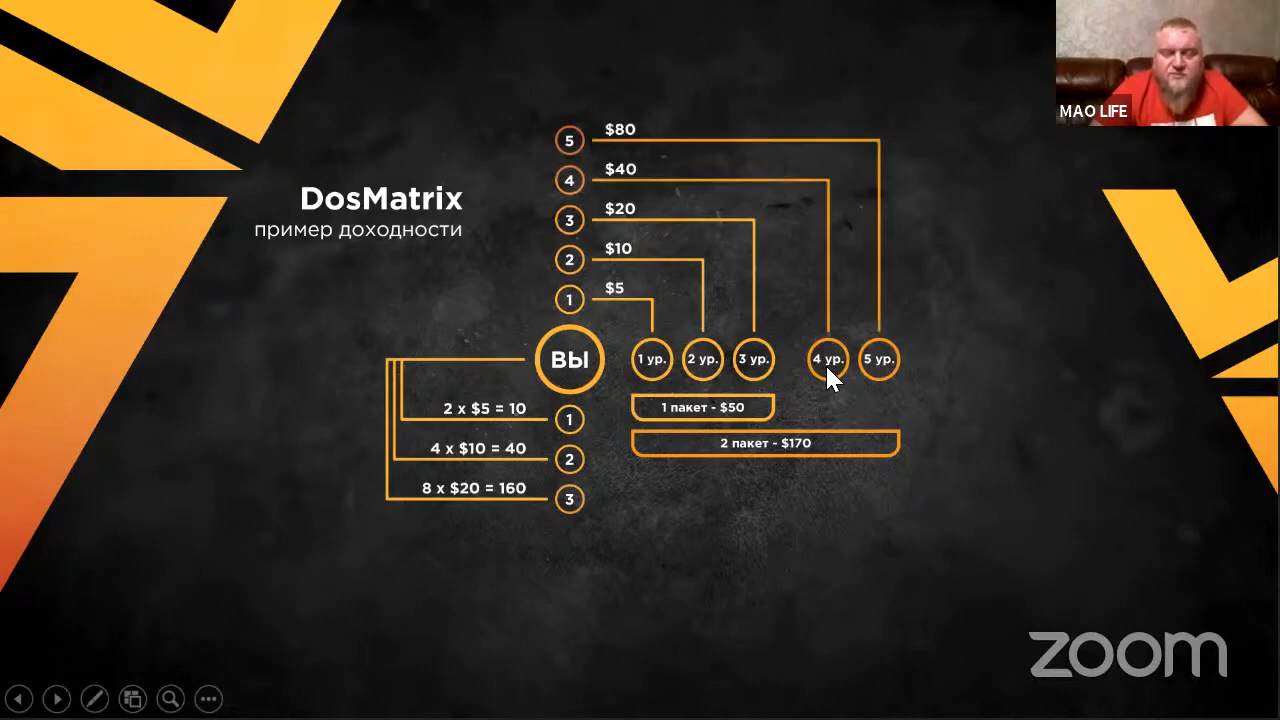 MAO LIFE
DosMatrix
пример доходности
5
$80
4
$40
3
$20
2
$10
1
$5
ВЫ
1 ур.
2 ур.
3 ур.
4 ур.
5 ур.
1 пакет - $50
2 пакет - $170
2 x $5 = 10
1
4 x $10 = 40
2
8 x $20 = 160
3
zoom